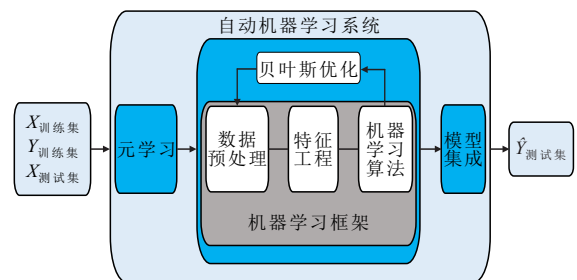 自动机器学习系统
贝叶斯优化
X训练集
Y训练集
X测试集
元学习
数据
预处理
特征
工程
机器
学习
算法
机器学习框架
模型
集成
Ŷ测试集